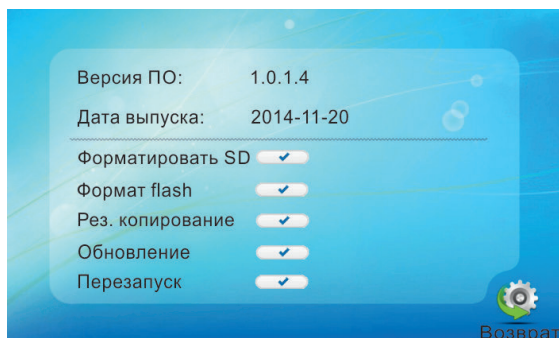 Версия ПО: 1.0.1.4
Дата выпуска: 2014-11-20
Форматировать SD
Формат flash
Рез. копирование
Обновление
Перезапуск
Возврат